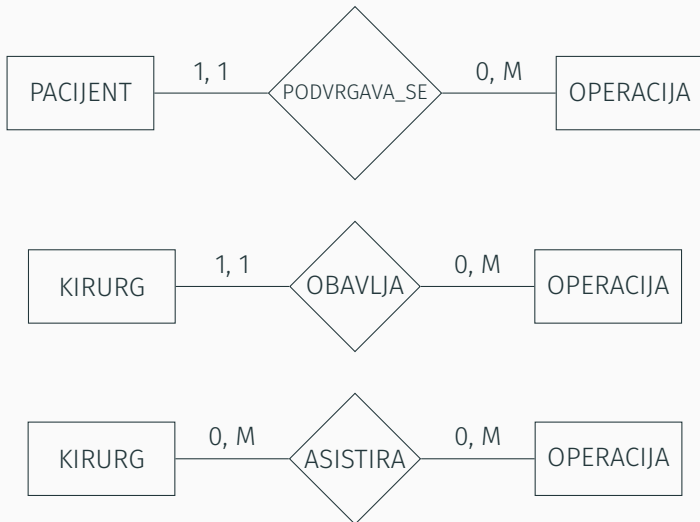 1, 1
0, M
PACIJENT
PODVRGAVA_SE
OPERACIJA
1, 1
0, M
KIRURG
OBAVLJA
OPERACIJA
0, M
0, M
KIRURG
ASISTIRA
OPERACIJA